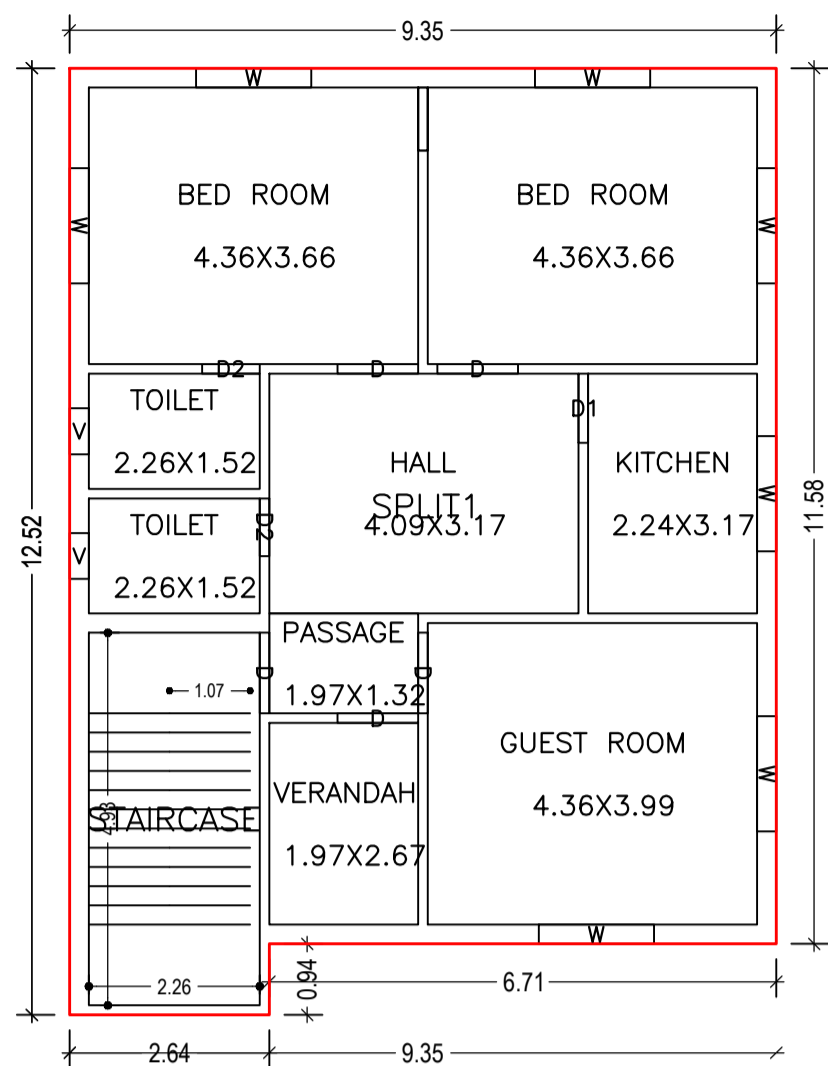 9.35
W
W
BED ROOM
BED ROOM
4.36X3.66
4.36X3.66
W
W
D2
D
D
TOILET
D1
V
2.26X1.52
HALL
KITCHEN
SPLIT1
4.09X3.17
2.24X3.17
W
TOILET
D2
V
2.26X1.52
12.52
11.58
PASSAGE
D
D
1.07
1.97X1.32
D
GUEST ROOM
W
VERANDAH
4.36X3.99
STAIRCASE
4.93
1.97X2.67
W
2.26
0.94
6.71
2.64
9.35